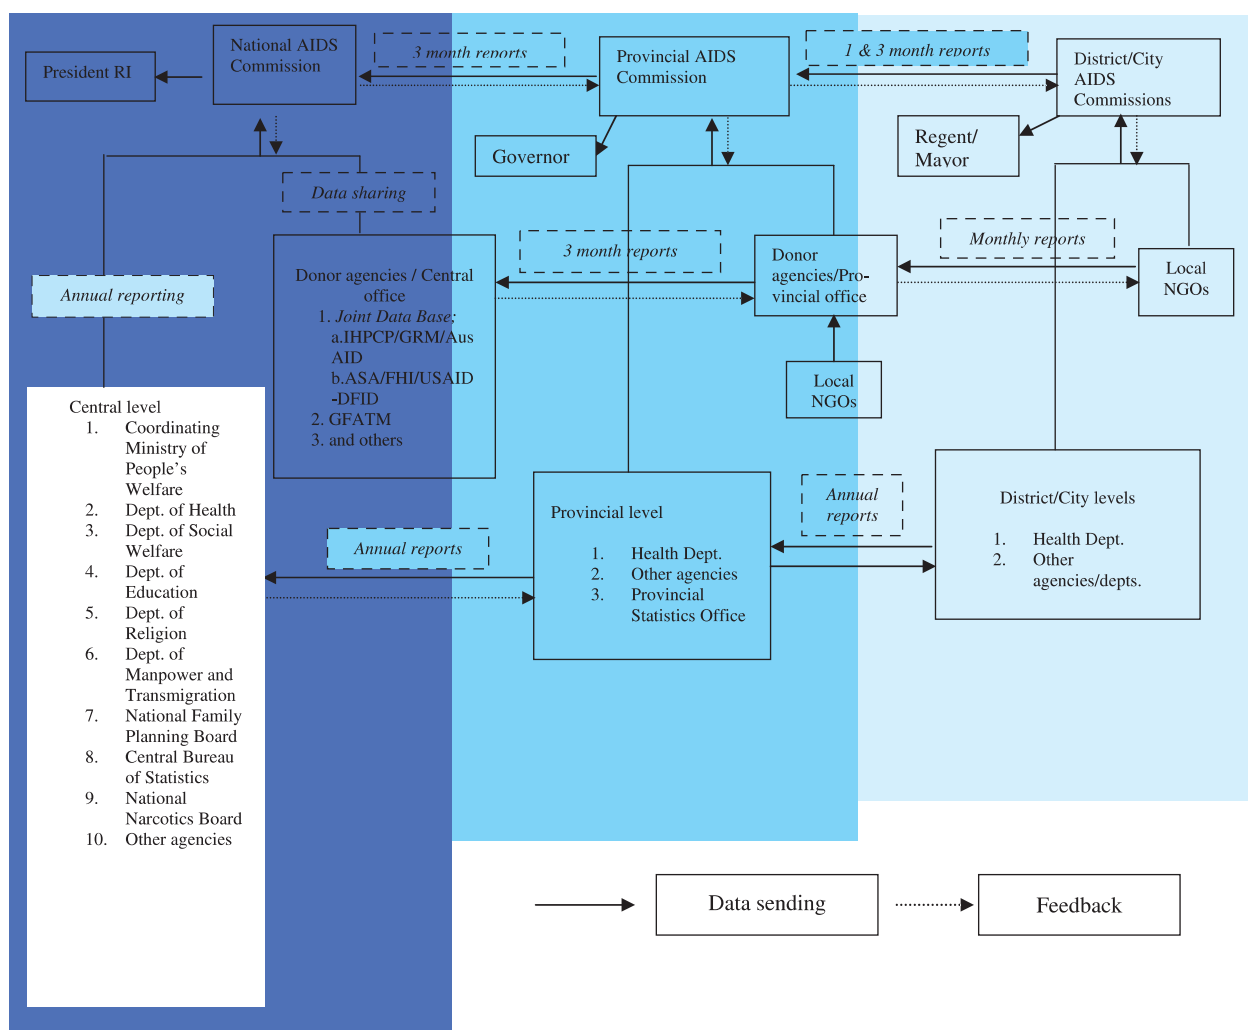 President RI
National AIDS
Commission
3 month reports
Provincial AIDS
Commission
1 & 3 month reports
District/City
AIDS
Commissions
Governor
Regent/
Mavor
Data sharing
Annual reporting
Donor agencies / Central
office
1. Joint Data Base;
a.IHPCP/GRM/Aus
AID
b.ASA/FHI/USAID
-DFID
2. GFATM
3. and others
3 month reports
Donor
agencies/Pro-
vincial office
Monthly reports
Local
NGOs
Local
NGOs
Central level
1. Coordinating
Ministry of
People's
Welfare
2. Dept. of Health
3. Dept. of Social
Welfare
4. Dept. of
Education
5. Dept. of
Religion
6. Dept. of
Manpower and
Transmigration
7. National Family
Planning Board
8. Central Bureau
of Statistics
9. National
Narcotics Board
10. Other agencies
Annual reports
Provincial level
1. Health Dept.
2. Other agencies
3. Provincial
Statistics Office
Annual
reports
District/City levels
1. Health Dept.
2. Other
agencies/depts.
Data sending
Feedback